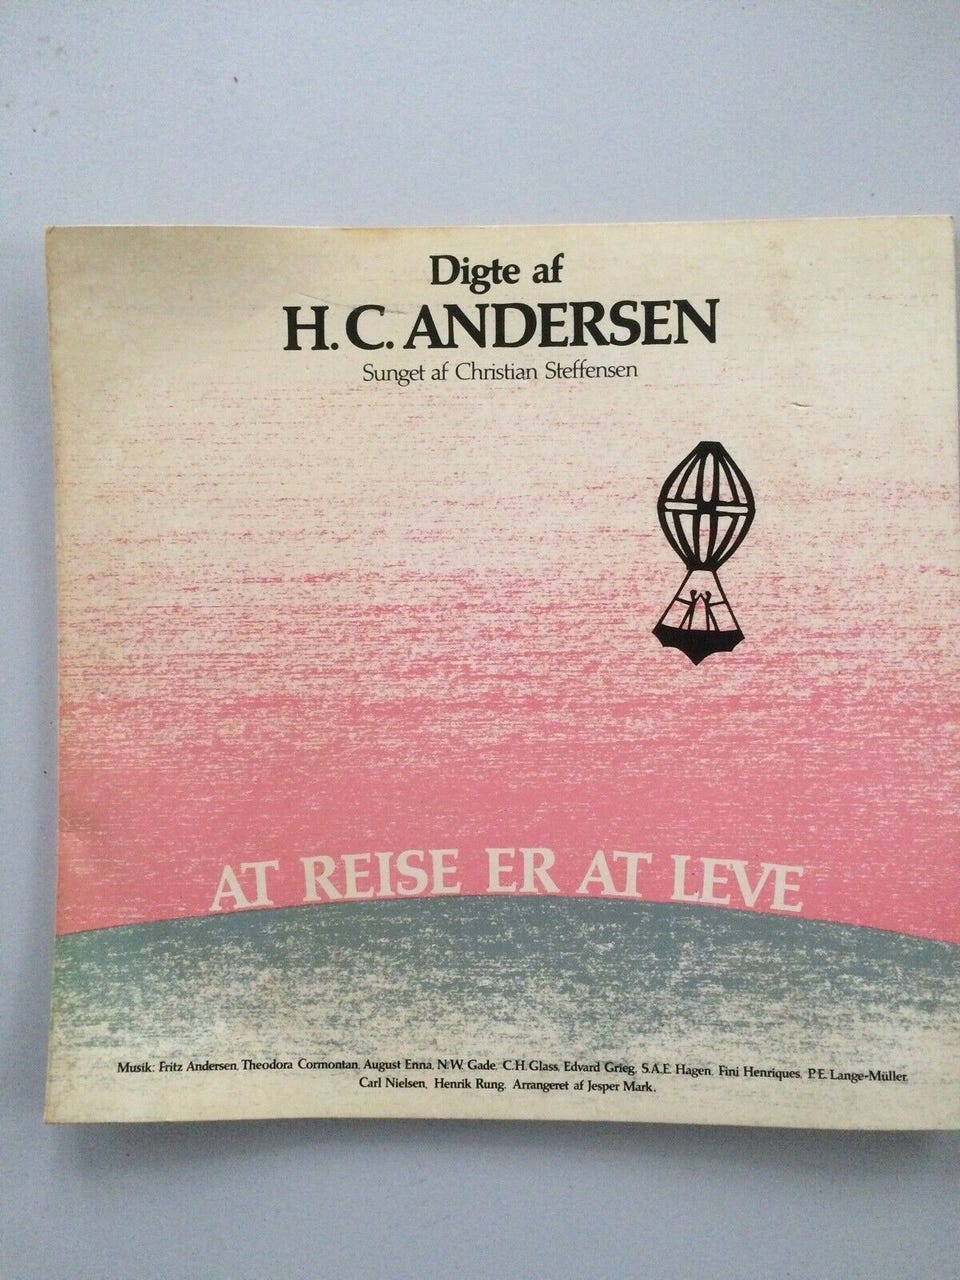 Digte af
H. C. ANDERSEN
Sunget af Christian Steffensen
AT REISE ER AT LEVE
Musik: Fritz Andersen, Theodora Cormontan, August Enna, N.W. Gade, C.H. Glass, Edvard Grieg, S.A.E. Hagen, Fini Henriques, P.E. Lange-Müller,
Carl Nielsen, Henrik Rung. Arrangeret af Jesper Mark.